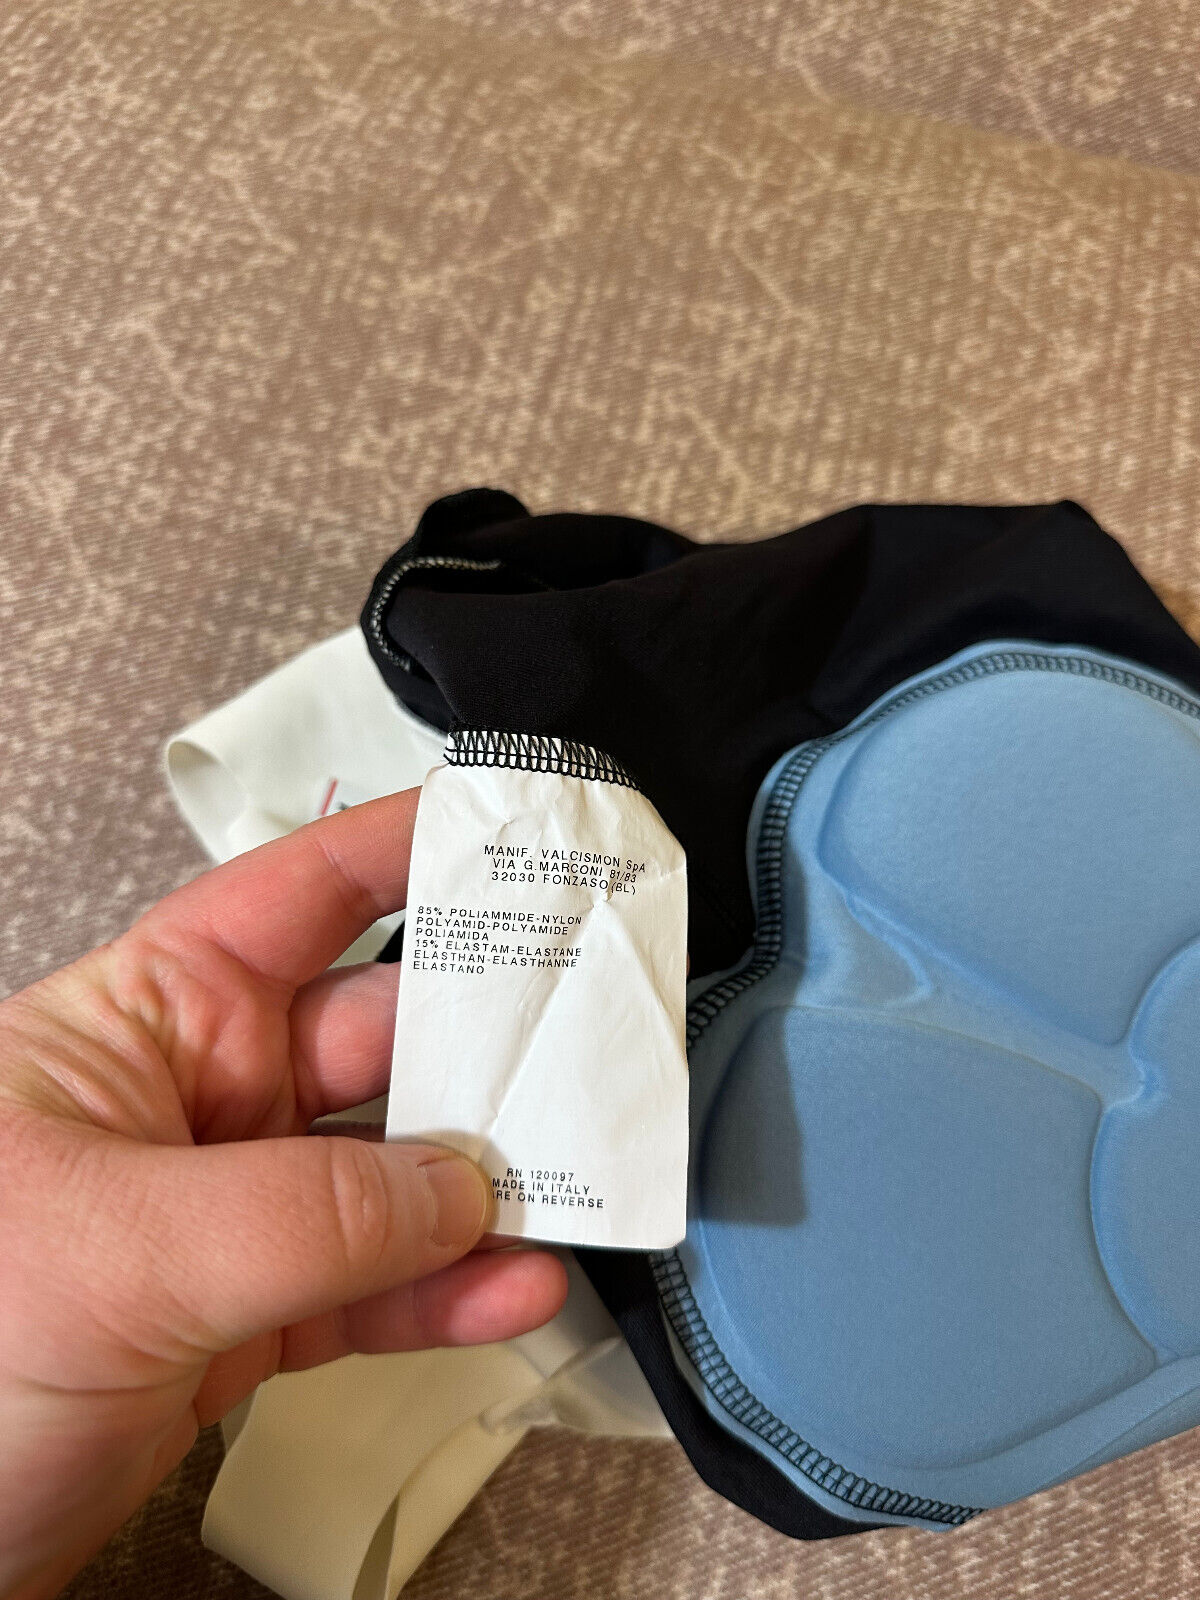 MANIF. VALCISMON SpA
VIA G.MARCONI 81/83
32030 FONZASO(BL)
85% POLIAMMIDE-NYLON
POLYAMID-POLYAMIDE
POLIAMIDA
15% ELASTAM-ELASTANE
ELASTHAN-ELASTHANNE
ELASTANO
RN 120097
MADE IN ITALY
ON REVERSE